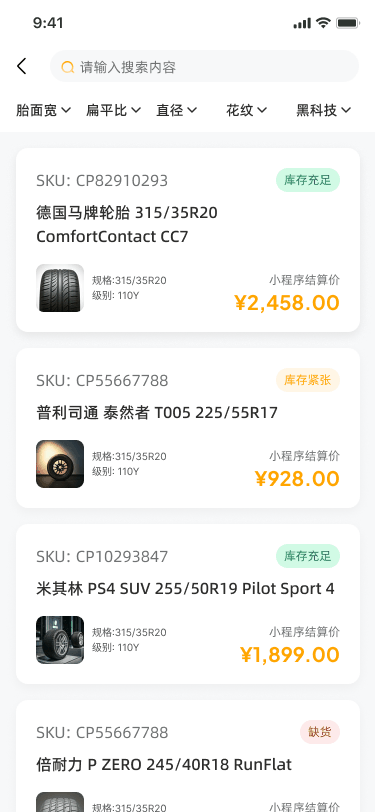 9:41
请输入搜索内容
胎面宽 扁平比 直径 花纹 黑科技
SKU: CP82910293 库存充足
德国马牌轮胎 315/35R20
ComfortContact CC7
规格:315/35R20 小程序结算价
级别: 110Y ¥2,458.00
SKU: CP55667788 库存紧张
普利司通 泰然者 T005 225/55R17
规格:315/35R20 小程序结算价
级别: 110Y ¥928.00
SKU: CP10293847 库存充足
米其林 PS4 SUV 255/50R19 Pilot Sport 4
规格:315/35R20 小程序结算价
级别: 110Y ¥1,899.00
SKU: CP55667788 缺货
倍耐力 P ZERO 245/40R18 RunFlat
规格:315/35R20 小程序结算价